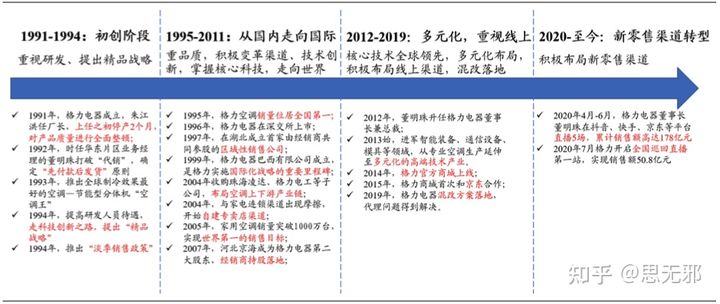 1991-1994：初创阶段
重视研发、提出精品战略
1995-2011：从国内走向国际
重品质，积极变革渠道、技术创
新，掌握核心科技，走向世界
2012-2019：多元化，重视线上
核心技术全球领先，多元化布局，
积极布局线上渠道，混改落地
2020-至今：新零售渠道转型
积极布局新零售渠道
✓ 1991年，格力电器成立，朱江
洪任厂长，上任之初停产2个月，
对产品质量进行全面整顿；
✓ 1992年，时任华东片区业务经
理的董明珠打破“代销”，确
定“先付款后发货”原则
✓ 1993年，推出全球制冷效果最
好的空调—节能型分体机“空
调王”
✓ 1994年，提高研发人员待遇，
走科技创新之路，提出“精品
战略”
✓ 1994年，推出“淡季销售政策”
✓ 1995年，格力空调销量位居全国第一；
✓ 1996年，格力电器在深交所上市；
✓ 1997年，在湖北成立首家由经销商共
同参股的区域性销售公司；
✓ 1999年，格力电器巴西有限公司成立，是
格力实施国际化战略的重要里程碑；
✓ 2004年收购珠海凌达、格力电工等子
公司，布局空调上下游产业链；
✓ 2004年，与家电连锁渠道出现摩擦，
开始自建专卖店渠道；
✓ 2005年，家用空调销量突破1000万台，
实现世界第一的销售目标；
✓ 2007年，河北京海成为格力电器第二
大股东，经销商持股落地；
✓ 2012年，董明珠升任格力电器董事
长兼总裁；
✓ 2013始，进军智能装备、通信设备、
模具等领域，从专业空调生产延伸
至多元化的高端技术产业。
✓ 2014年，格力官方商城上线；
✓ 2015年，格力商城首次和京东合作；
✓ 2019年，格力电器混改方案落地，
代理问题得到解决。
✓ 2020年4月-6月，格力电器董事长
董明珠在抖音、快手、京东等平台
直播5场，累计销售额高达178亿元
✓ 2020年7月格力开启全国巡回直播
第一站，实现销售额50.8亿元
知乎 @思无邪